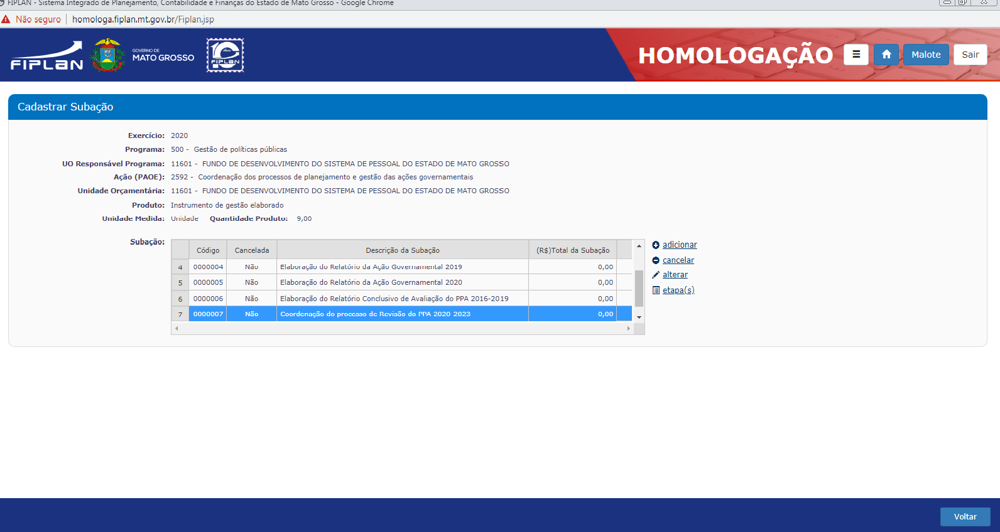 FIPLAN - Sistema Integrado de Planejamento, Contabilidade e Finanças do Estado de Mato Grosso - Google Chrome
Não seguro homologa.fiplan.mt.gov.br/Fiplan.jsp
FIPLAN
GOVERNO DE
MATO GROSSO
Anos
FIPLAN
HOMOLOGAÇÃO
Malote
Sair
Cadastrar Subação
Exercício: 2020
Programa: 500 - Gestão de políticas públicas
UO Responsável Programa: 11601 - FUNDO DE DESENVOLVIMENTO DO SISTEMA DE PESSOAL DO ESTADO DE MATO GROSSO
Ação (PAOE): 2592 - Coordenação dos processos de planejamento e gestão das ações governamentais
Unidade Orçamentária: 11601 - FUNDO DE DESENVOLVIMENTO DO SISTEMA DE PESSOAL DO ESTADO DE MATO GROSSO
Produto: Instrumento de gestão elaborado
Unidade Medida: Unidade Quantidade Produto: 9,00
Subação:
Código Cancelada Descrição da Subação (R$)Total da Subação
4 0000004 Não Elaboração do Relatório da Ação Governamental 2019 0,00
5 0000005 Não Elaboração do Relatório da Ação Governamental 2020 0,00
6 0000006 Não Elaboração do Relatório Conclusivo de Avaliação do PPA 2016-2019 0,00
7 0000007 Não Coordenação do processo de Revisão do PPA 2020-2023 0,00
adicionar
cancelar
alterar
etapa(s)
Voltar